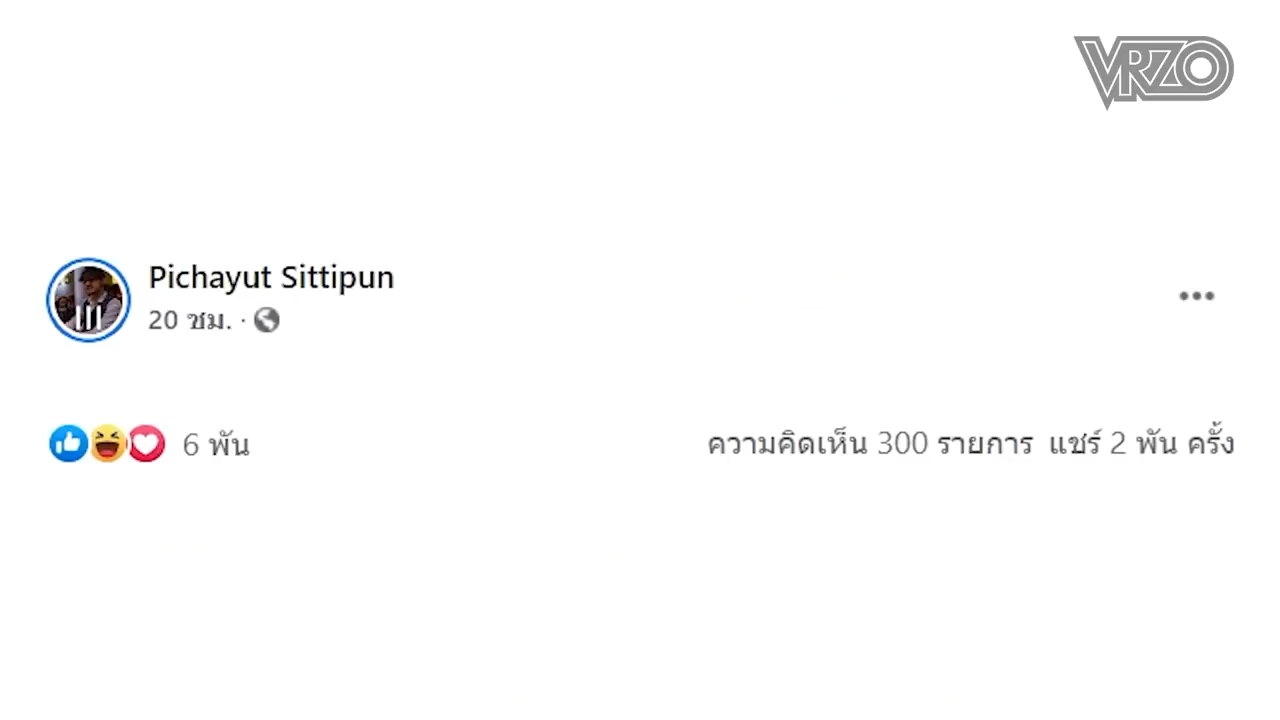 VRZO
Pichayut Sittipun
20 ชม. ·
6 พัน
ความคิดเห็น 300 รายการ แชร์ 2 พัน ครั้ง